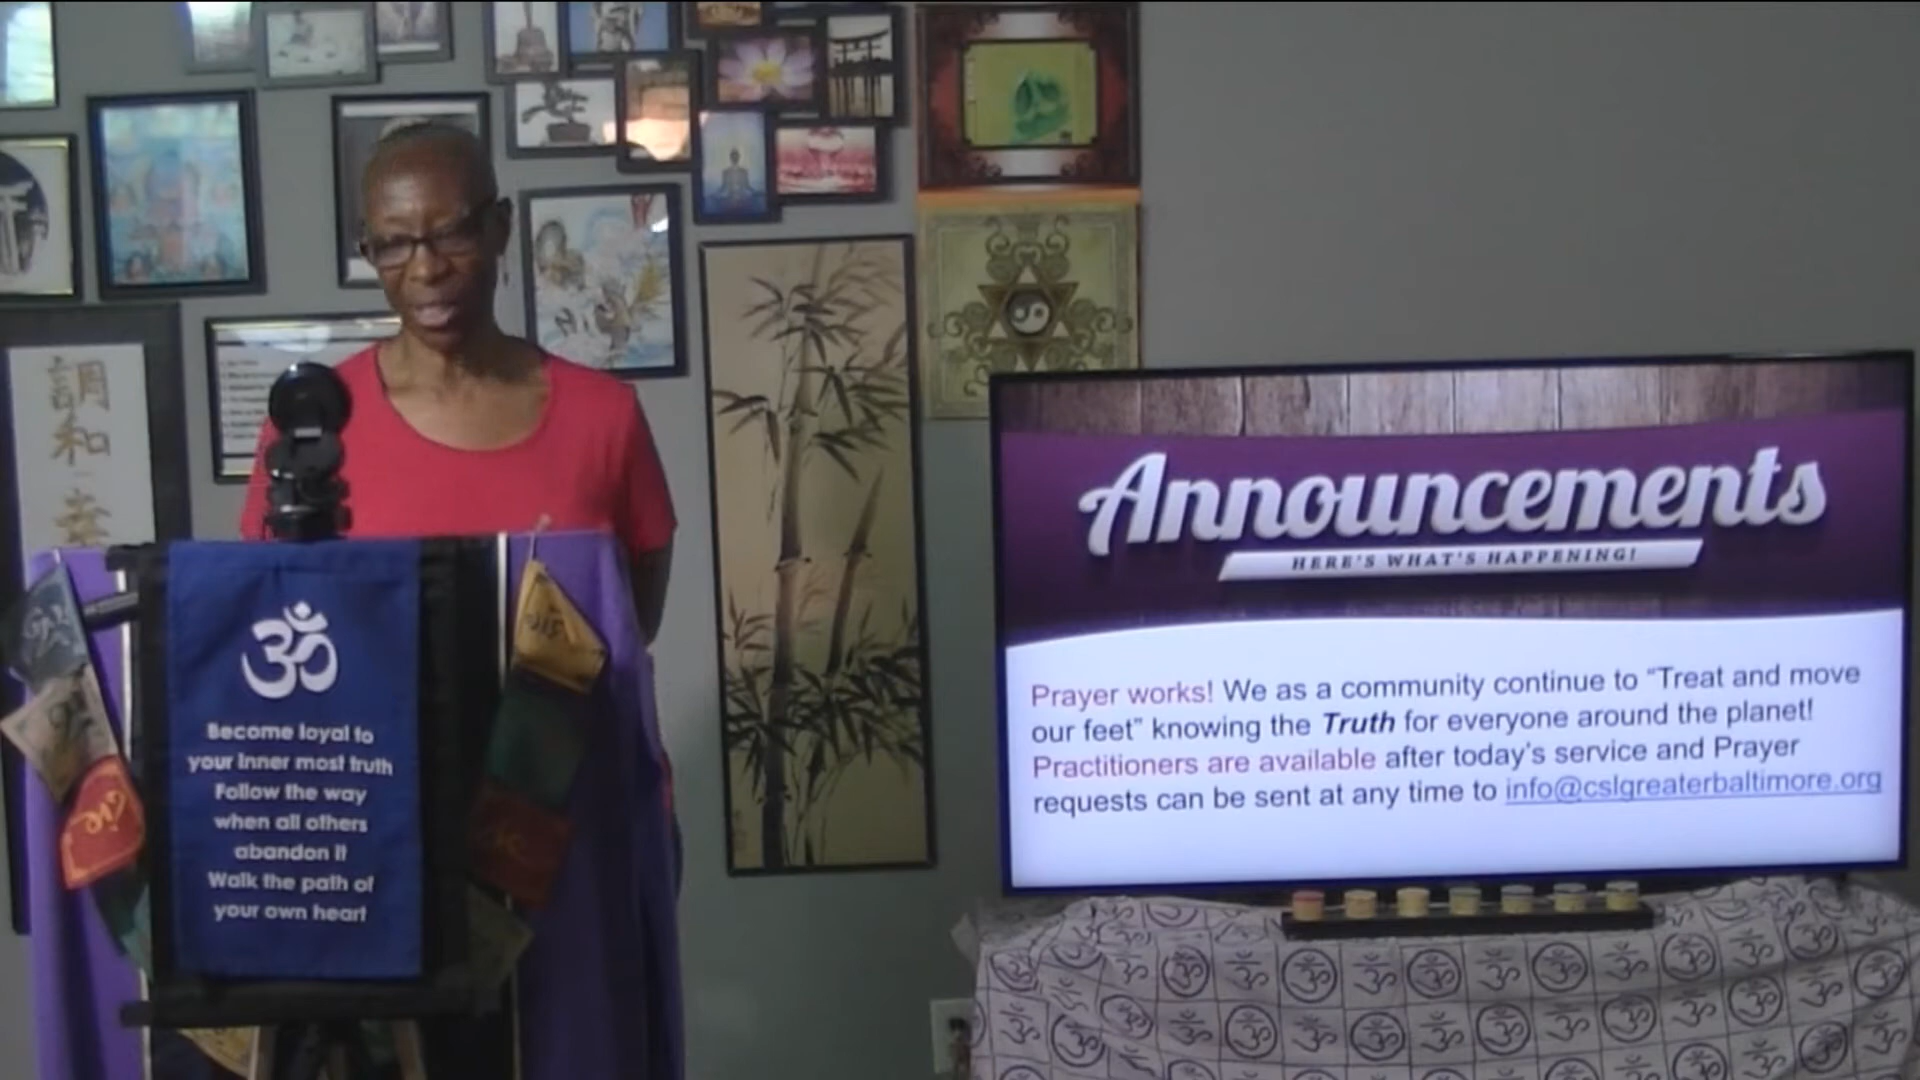 調
和
幸
Become loyal to
your inner most truth
Follow the way
when all others
abandon it
Walk the path of
your own heart
Announcements
HERE'S WHAT'S HAPPENING!
Prayer works! We as a community continue to “Treat and move
our feet” knowing the Truth for everyone around the planet!
Practitioners are available after today's service and Prayer
requests can be sent at any time to info@cslgreaterbaltimore.org